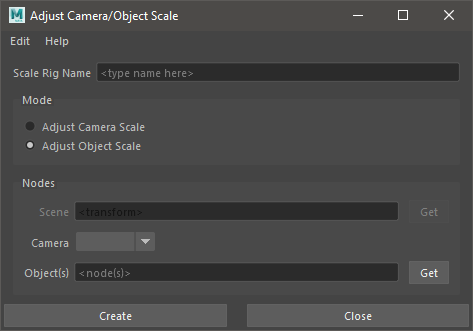 Adjust Camera/Object Scale
Edit Help
Scale Rig Name <type name here>
Mode
Adjust Camera Scale
Adjust Object Scale
Nodes
Scene <transform> Get
Camera
Object(s) <node(s)> Get
Create Close